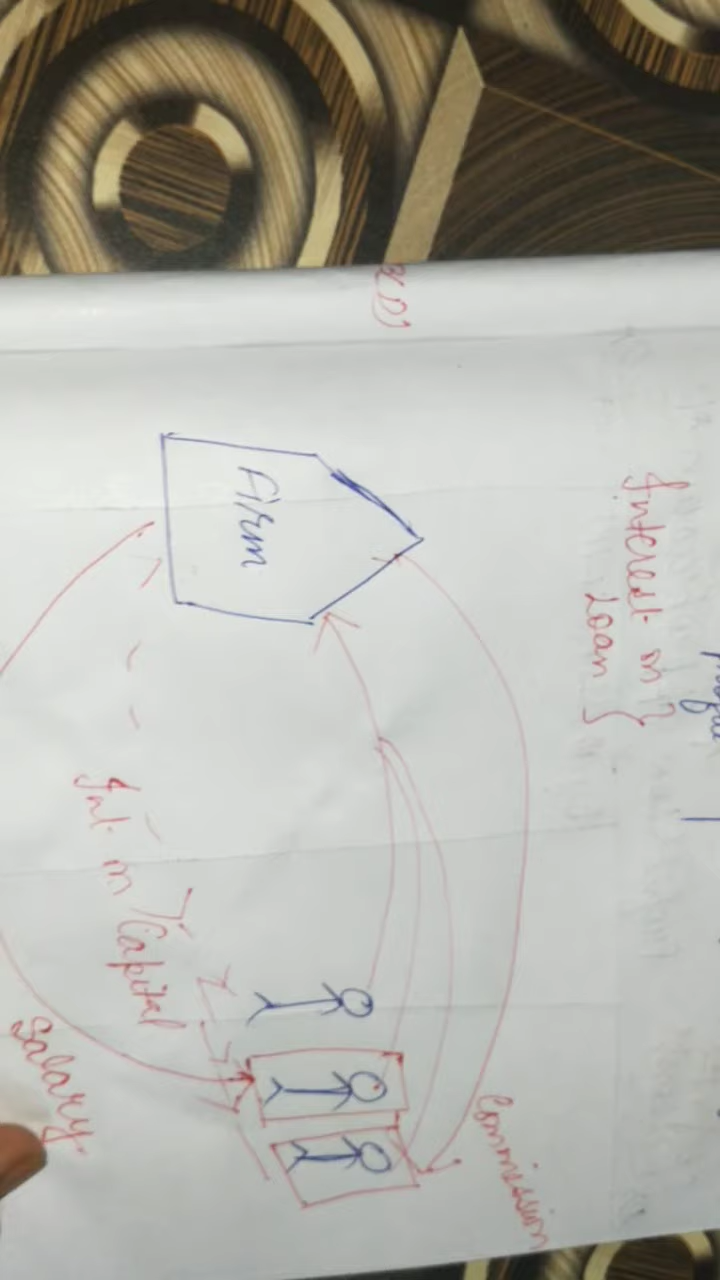 Interest on
Loan
Firm
Commission
Int. on Capital
Salary